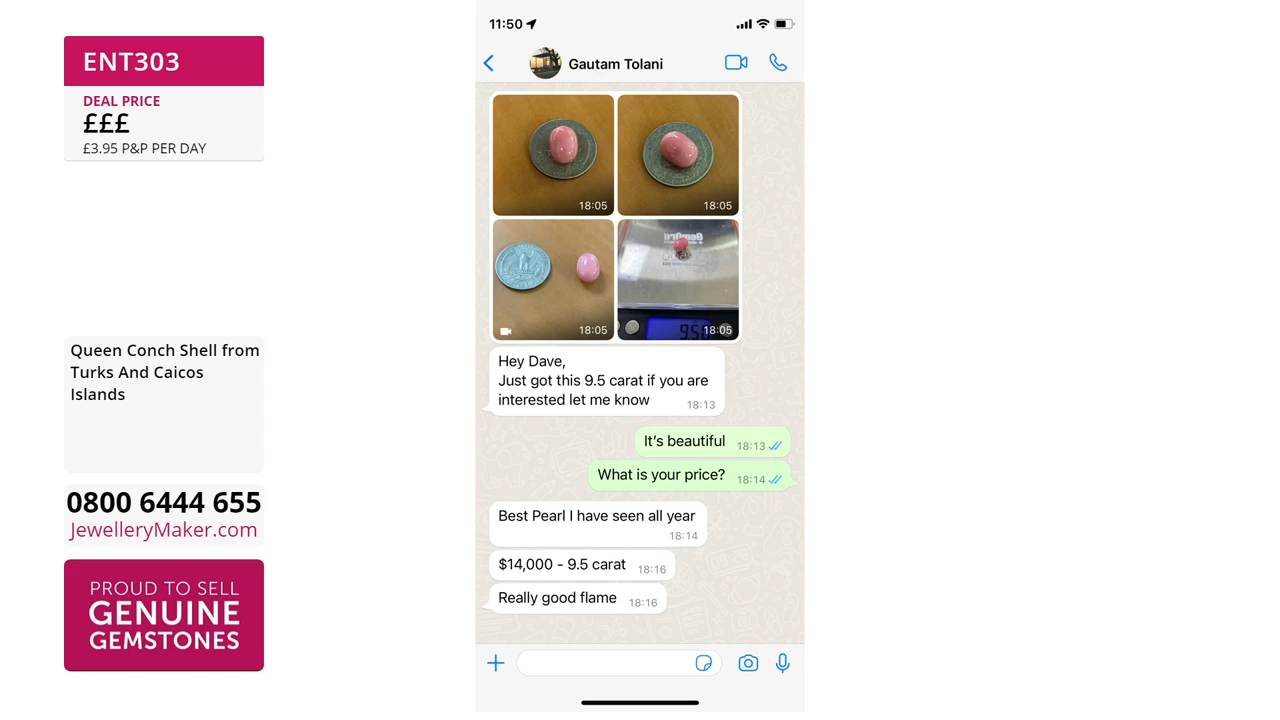 ENT303
DEAL PRICE
£££
£3.95 P&P PER DAY
Queen Conch Shell from
Turks And Caicos
Islands
0800 6444 655
JewelleryMaker.com
PROUD TO SELL
GENUINE
GEMSTONES
11:50
Gautam Tolani
18:05
18:05
18:05
18:05
Hey Dave,
Just got this 9.5 carat if you are
interested let me know
18:13
It's beautiful 18:13
What is your price? 18:14
Best Pearl I have seen all year
18:14
$14,000 - 9.5 carat 18:16
Really good flame 18:16